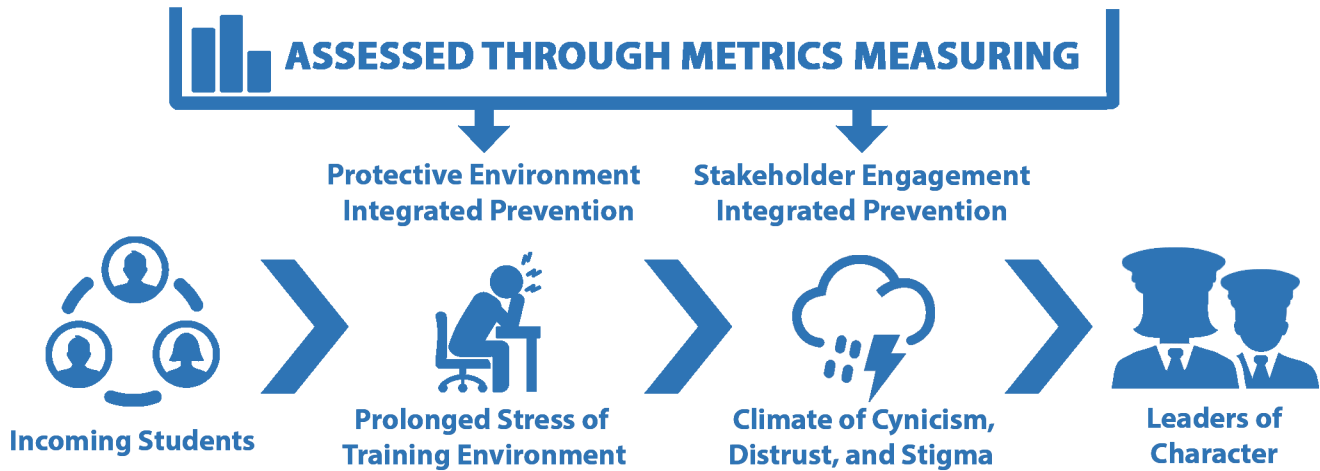 ASSESSED THROUGH METRICS MEASURING
Protective Environment
Integrated Prevention
Stakeholder Engagement
Integrated Prevention
Incoming Students
Prolonged Stress of
Training Environment
Climate of Cynicism,
Distrust, and Stigma
Leaders of
Character